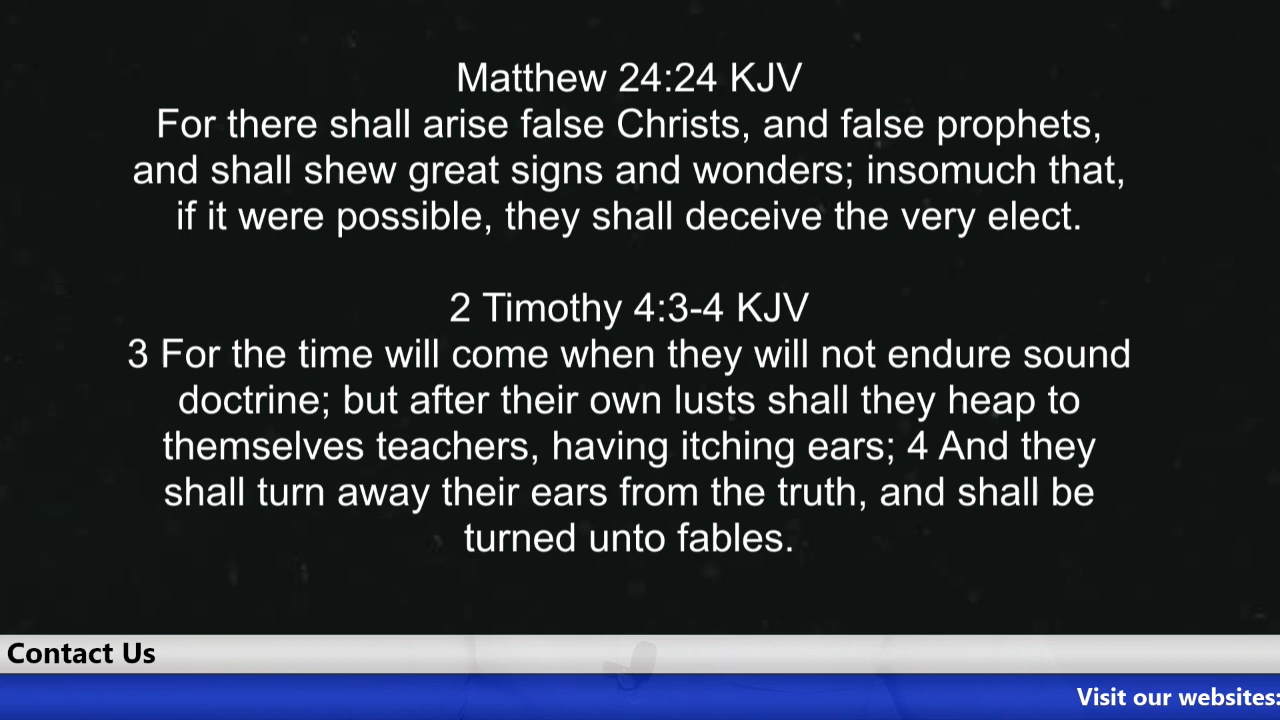 Matthew 24:24 KJV
For there shall arise false Christs, and false prophets,
and shall shew great signs and wonders; insomuch that,
if it were possible, they shall deceive the very elect.
2 Timothy 4:3-4 KJV
3 For the time will come when they will not endure sound
doctrine; but after their own lusts shall they heap to
themselves teachers, having itching ears; 4 And they
shall turn away their ears from the truth, and shall be
turned unto fables.
Contact Us
Visit our websites: